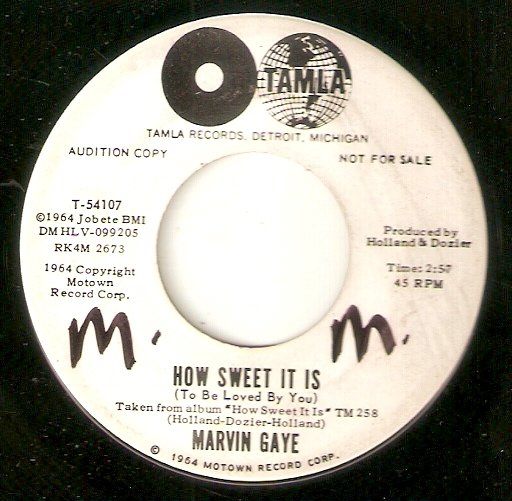 TAMLA
TAMLA RECORDS, DETROIT, MICHIGAN
AUDITION COPY
NOT FOR SALE
T-54107
©1964 Jobete BMI
DMHLV-099205
RK4M 2673
1964 Copyright
Motown
Record Corp.
Produced by
Holland & Dozier
Time: 2:57
45 RPM
M.
M.
HOW SWEET IT IS
(To Be Loved By You)
Taken from album "How Sweet It Is" TM 258
(Holland-Dozier-Holland)
MARVIN GAYE
© 1964 MOTOWN RECORD CORP.